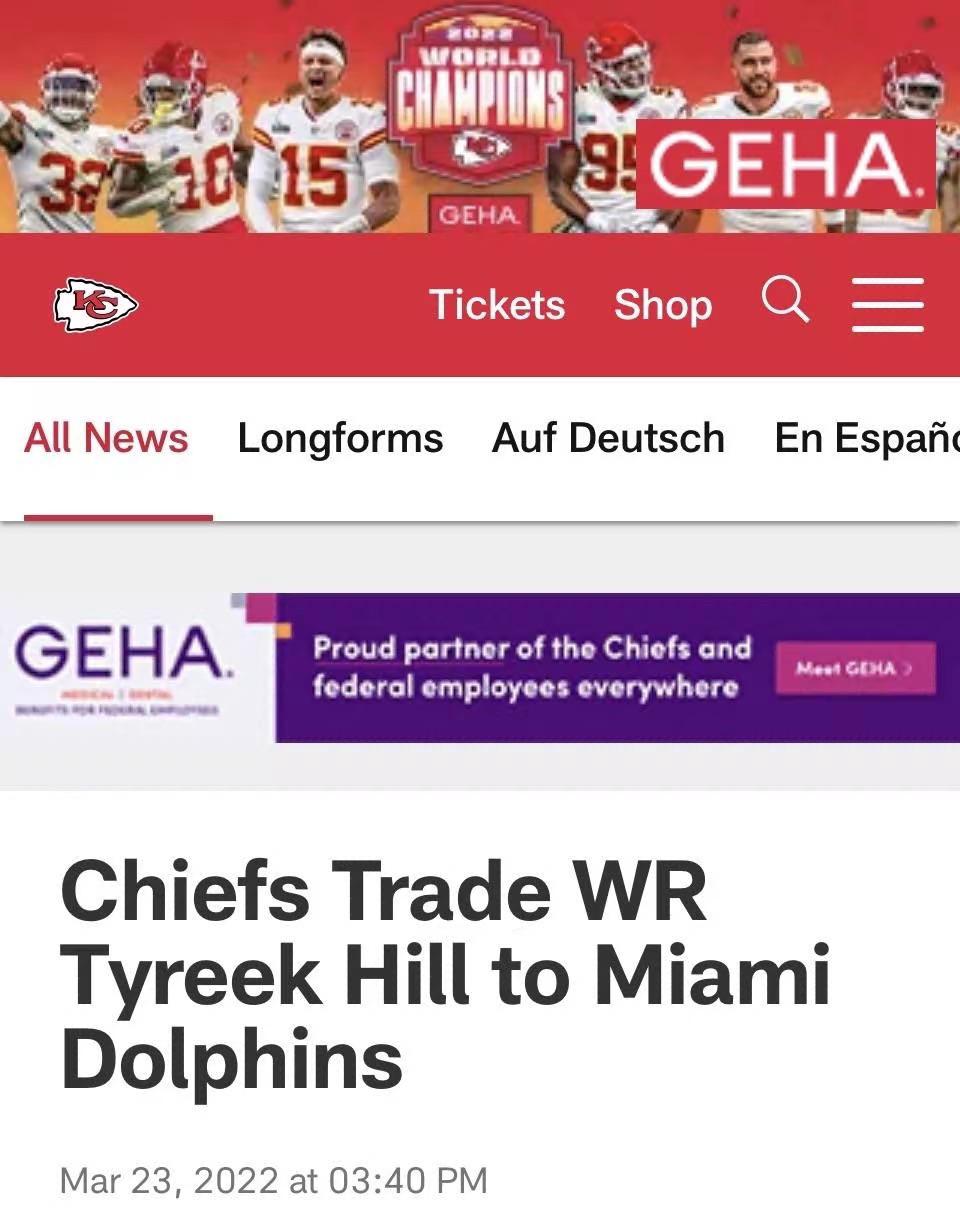 2022
WORLD
CHAMPIONS
32
10
15
95
GEHA.
GEHA.
KC
Tickets Shop
All News Longforms Auf Deutsch En Españo
GEHA.
MEDICAL | DENTAL
BENEFITS FOR FEDERAL EMPLOYEES
Proud partner of the Chiefs and
federal employees everywhere
Meet GEHA >
Chiefs Trade WR
Tyreek Hill to Miami
Dolphins
Mar 23, 2022 at 03:40 PM